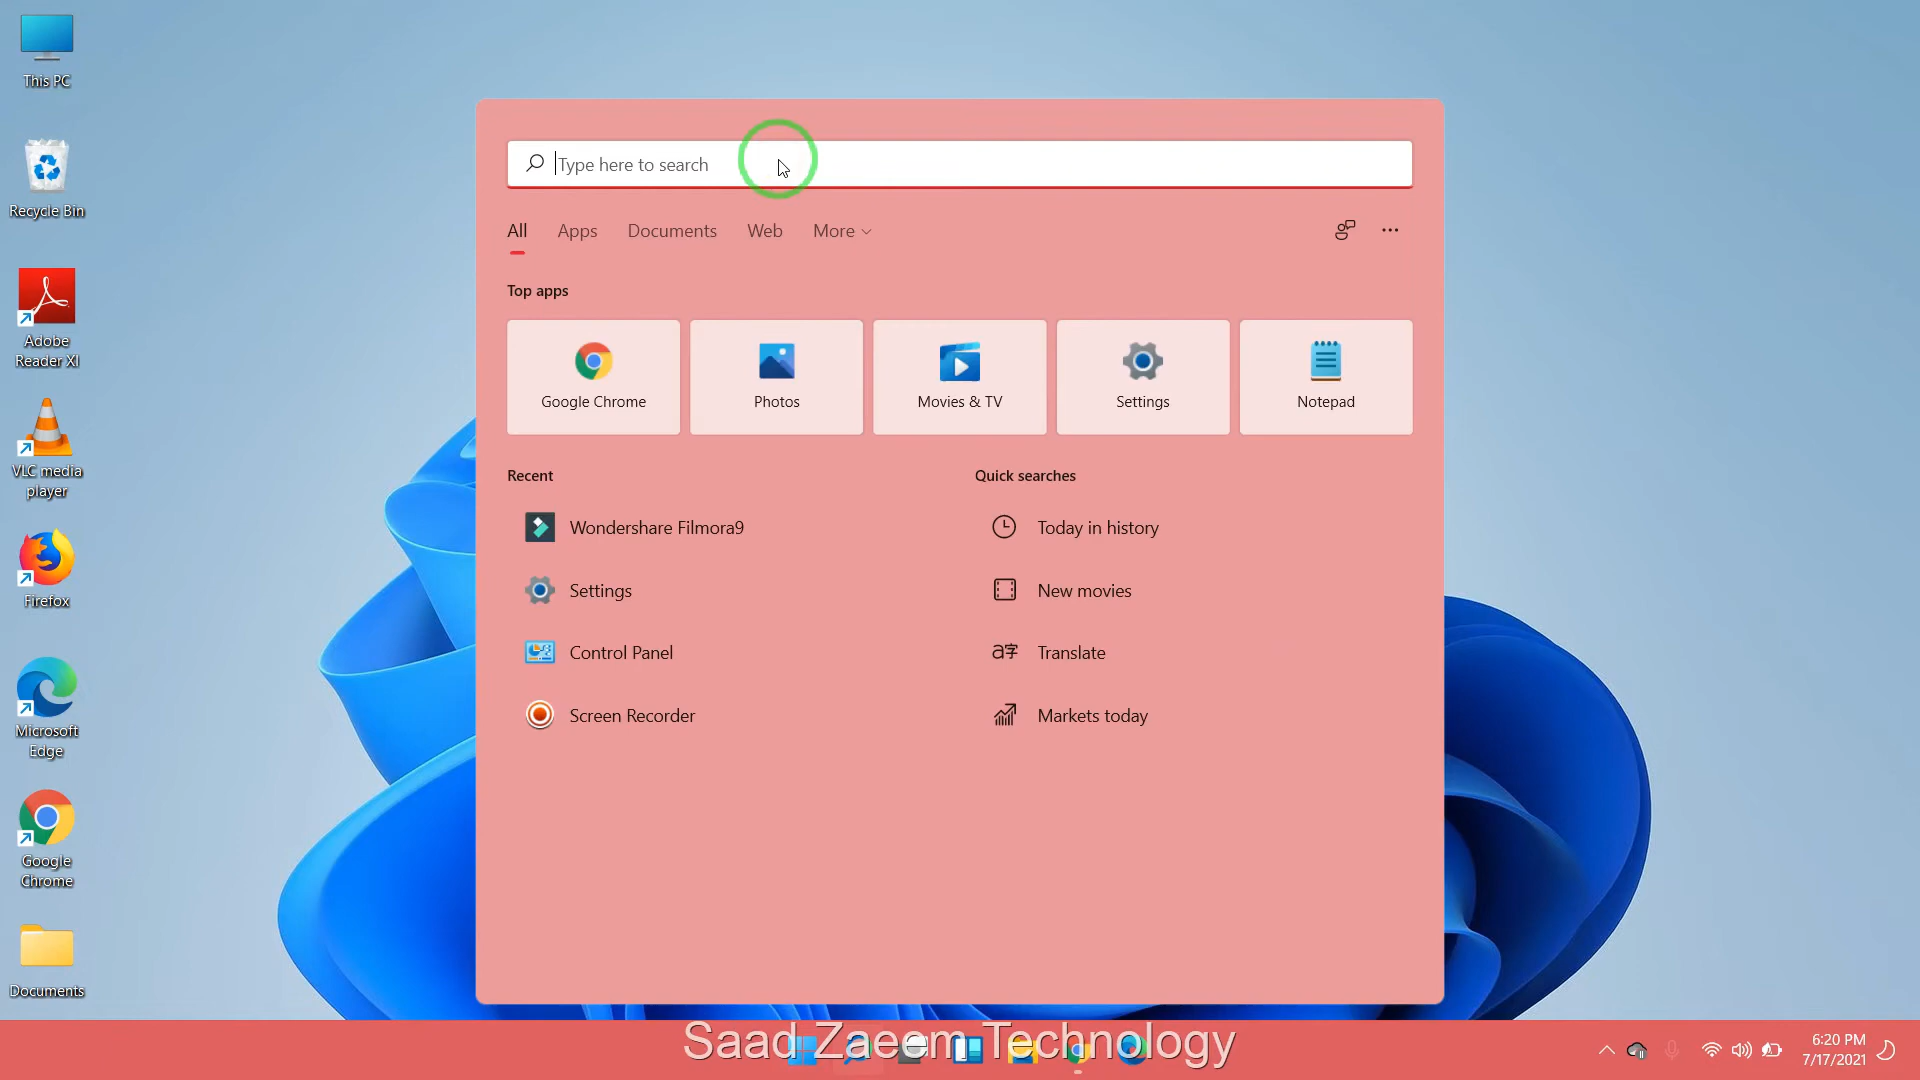 This PC
Recycle Bin
Adobe
Reader XI
VLC media
player
Firefox
Microsoft
Edge
Google
Chrome
Documents
Type here to search
All Apps Documents Web More
Top apps
Google Chrome Photos Movies & TV Settings Notepad
Recent
Wondershare Filmora9
Settings
Control Panel
Screen Recorder
Quick searches
Today in history
New movies
Translate
Markets today
Saad Zaeem Technology
6:20 PM
7/17/2021